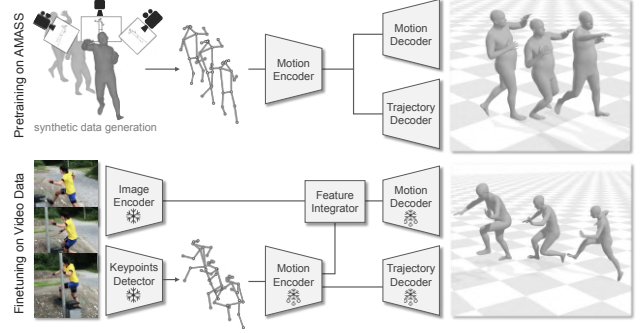 Pretraining on AMASS
synthetic data generation
Motion
Encoder
Motion
Decoder
Trajectory
Decoder
Finetuning on Video Data
Image
Encoder
Keypoints
Detector
Feature
Integrator
Motion
Encoder
Motion
Decoder
Trajectory
Decoder